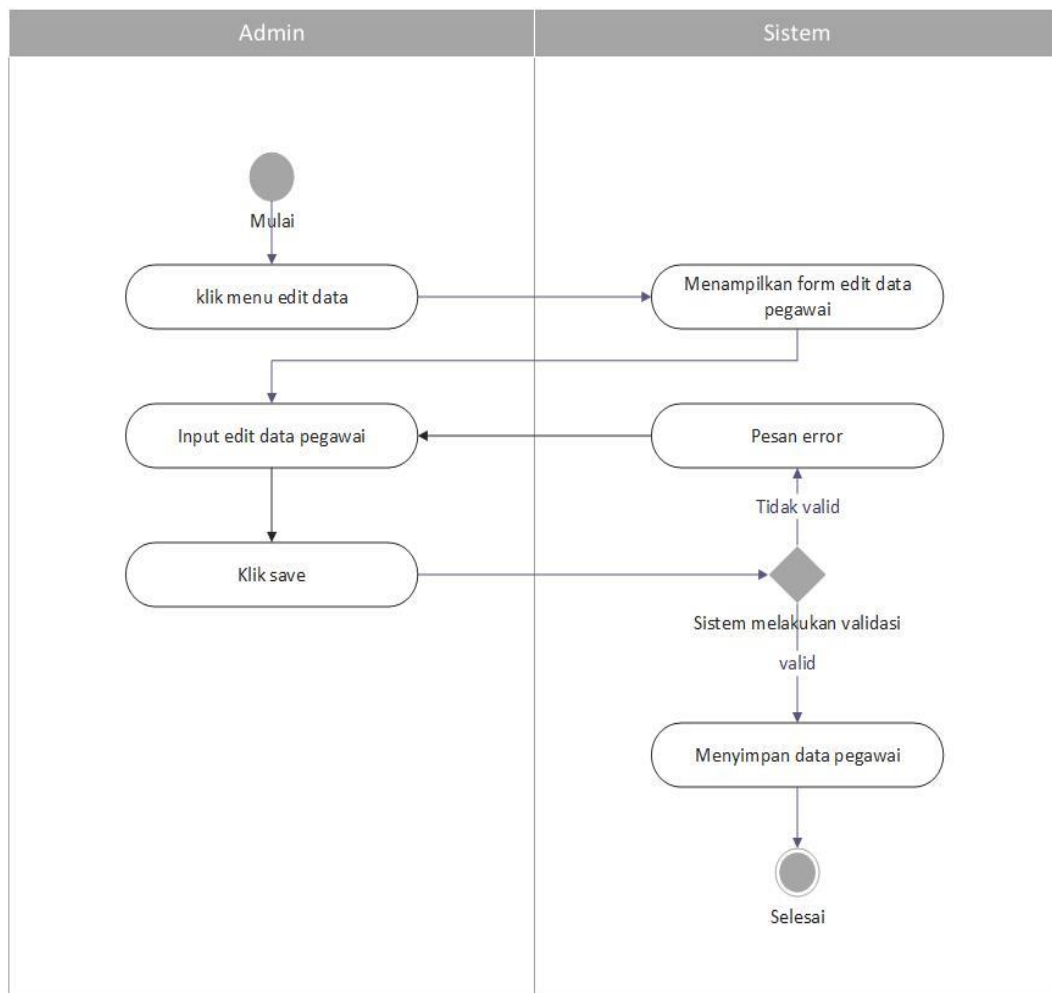 Admin
Sistem
Mulai
klik menu edit data
Menampilkan form edit data
pegawai
Input edit data pegawai
Pesan error
Tidak valid
Klik save
Sistem melakukan validasi
valid
Menyimpan data pegawai
Selesai